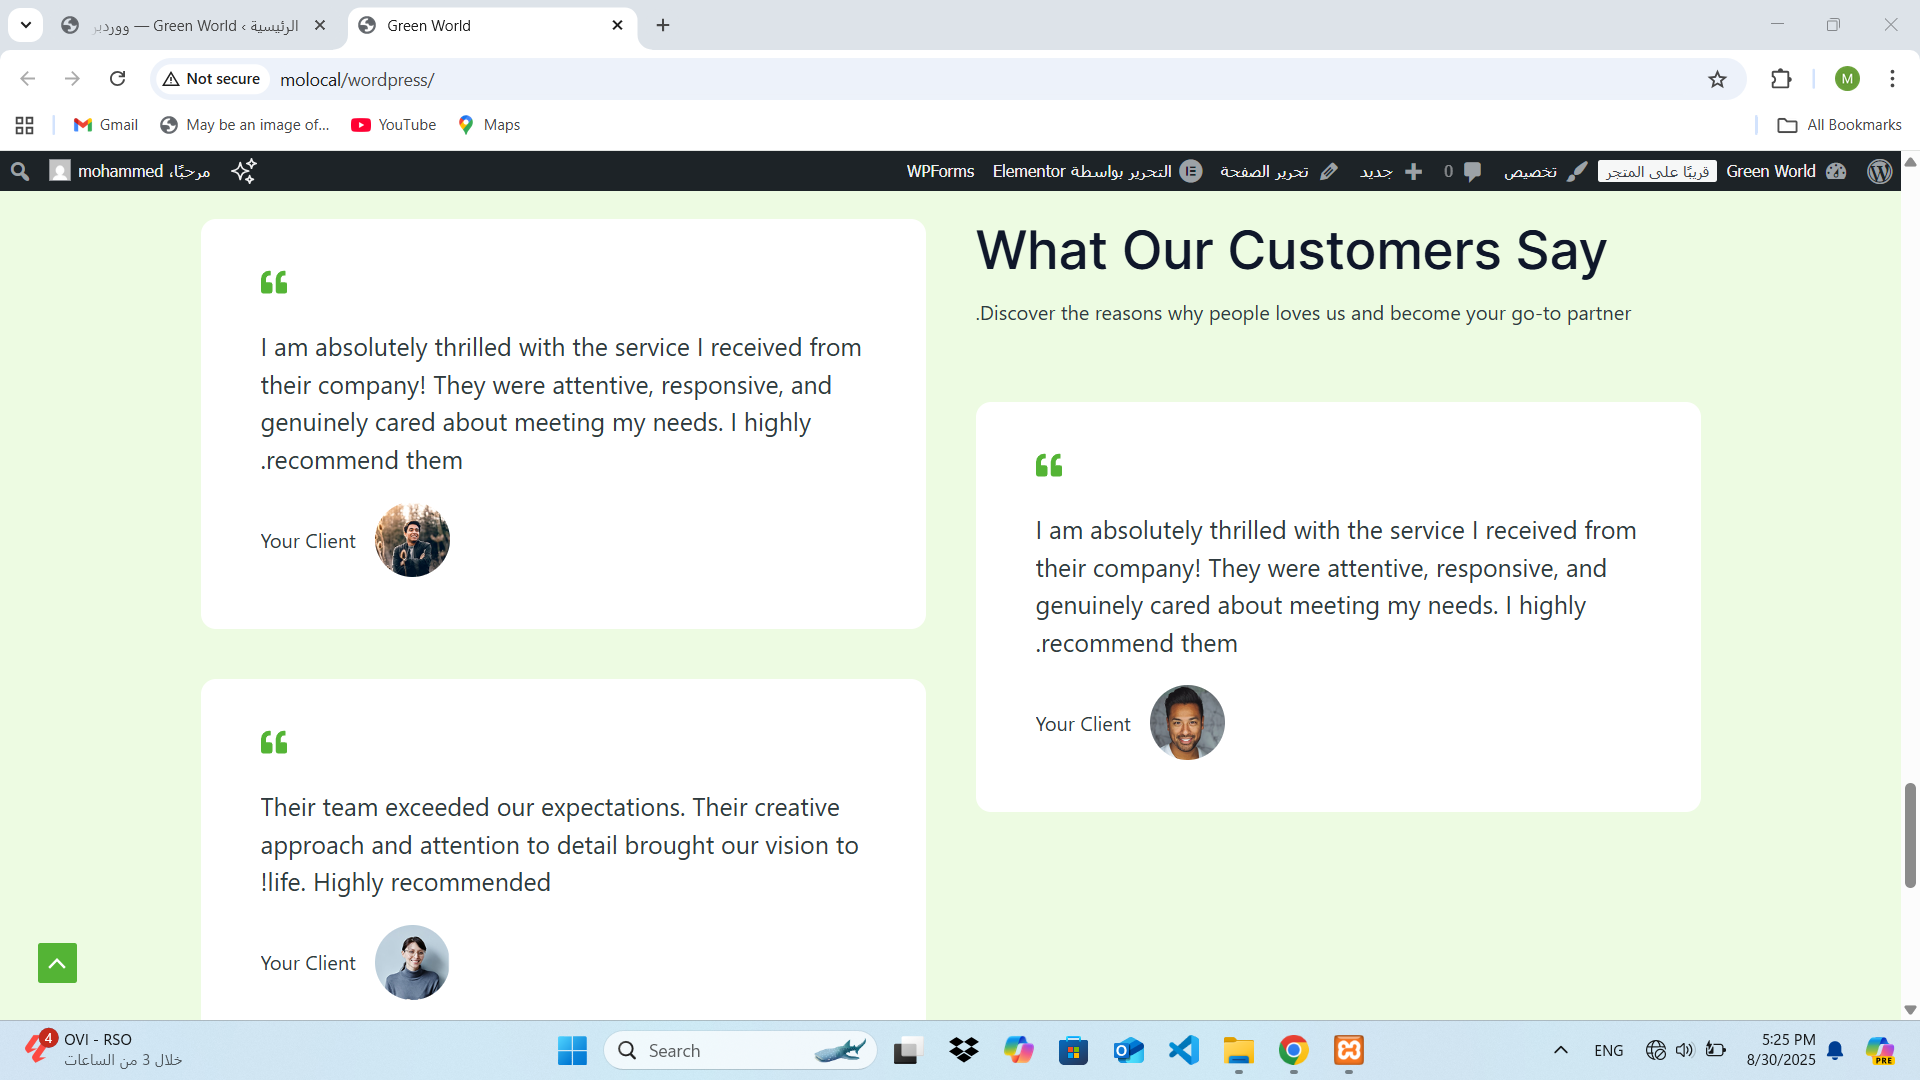 الرئيسية ‹ Green World — ووردبر
Green World
Not secure
molocal/wordpress/
M
Gmail
May be an image of...
YouTube
Maps
All Bookmarks
مرحبًا، mohammed
WPForms
التحرير بواسطة Elementor
تحرير الصفحة
جديد
0
تخصيص
قريبًا على المتجر
Green World
What Our Customers Say
.Discover the reasons why people loves us and become your go-to partner
I am absolutely thrilled with the service I received from
their company! They were attentive, responsive, and
genuinely cared about meeting my needs. I highly
.recommend them
Your Client
I am absolutely thrilled with the service I received from
their company! They were attentive, responsive, and
genuinely cared about meeting my needs. I highly
.recommend them
Your Client
Their team exceeded our expectations. Their creative
approach and attention to detail brought our vision to
!life. Highly recommended
Your Client
4
OVI - RSO
خلال 3 من الساعات
Search
ENG
5:25 PM
8/30/2025
PRE